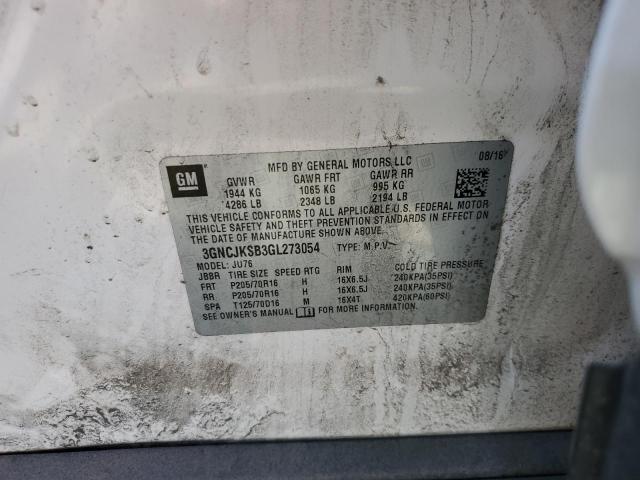 MFD BY GENERAL MOTORS LLC 08/16
GM GVWR GAWR FRT GAWR RR
1944 KG 1065 KG 995 KG
4286 LB 2348 LB 2194 LB
THIS VEHICLE CONFORMS TO ALL APPLICABLE U.S. FEDERAL MOTOR
VEHICLE SAFETY AND THEFT PREVENTION STANDARDS IN EFFECT ON
THE DATE OF MANUFACTURE SHOWN ABOVE.
3GNCJKSB3GL273054 TYPE: M.P.V.
MODEL: JU76
JBBR TIRE SIZE SPEED RTG RIM COLD TIRE PRESSURE
FRT P205/70R16 H 16X6.5J 240KPA(35PSI)
RR P205/70R16 H 16X6.5J 240KPA(35PSI)
SPA T125/70D16 M 16X4T 420KPA(60PSI)
SEE OWNER'S MANUAL FOR MORE INFORMATION.